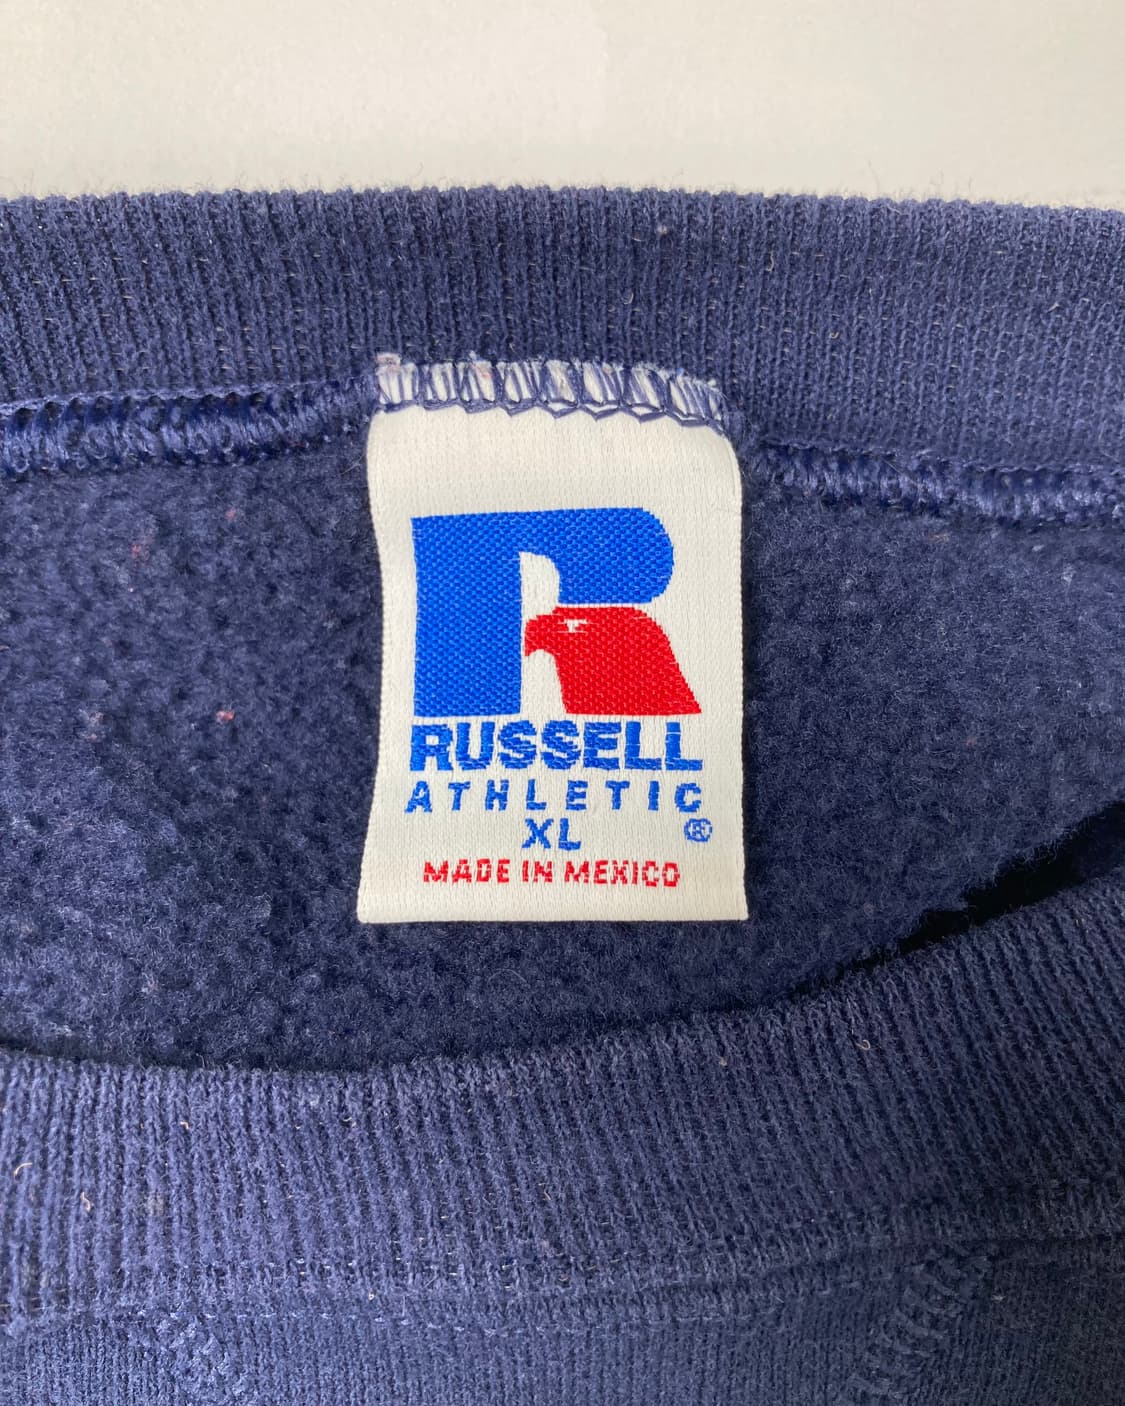 RUSSELL
ATHLETIC
XL ®
MADE IN MEXICO